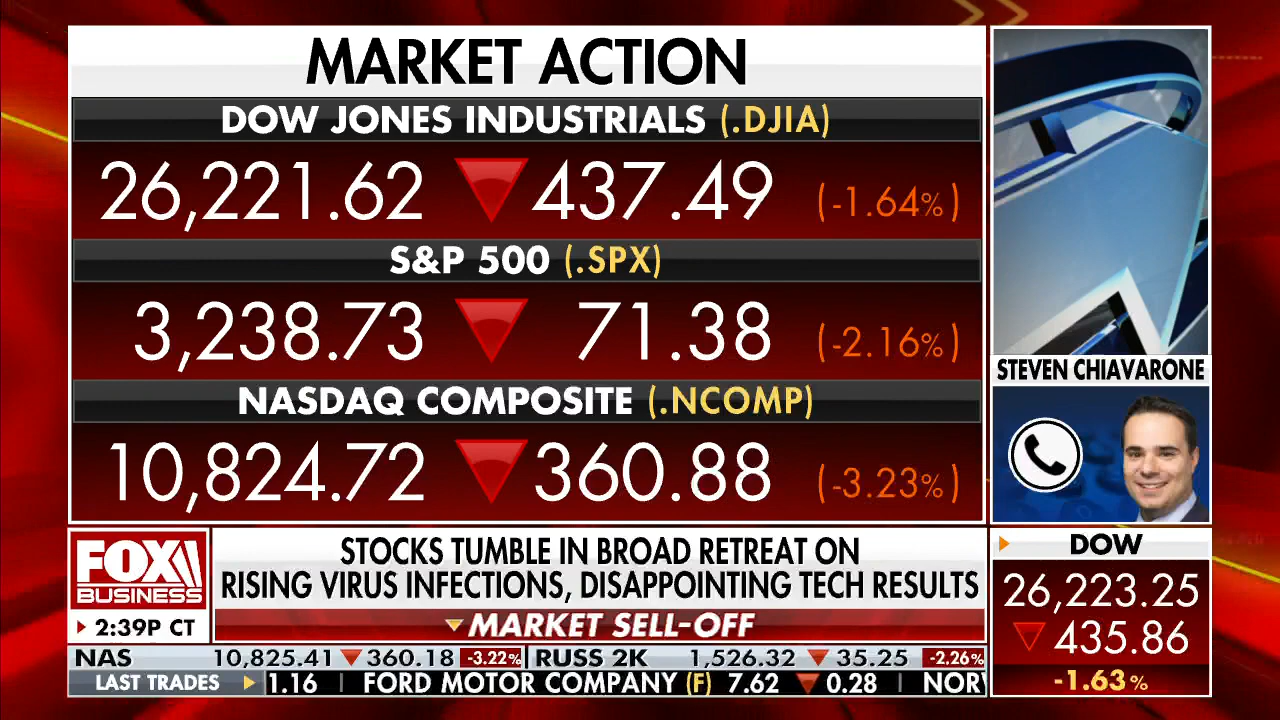 MARKET ACTION
DOW JONES INDUSTRIALS (.DJIA)
26,221.62 437.49 (-1.64%)
S&P 500 (.SPX)
3,238.73 71.38 (-2.16%)
NASDAQ COMPOSITE (.NCOMP)
10,824.72 360.88 (-3.23%)
STEVEN CHIAVARONE
FOX
BUSINESS
2:39P CT
STOCKS TUMBLE IN BROAD RETREAT ON
RISING VIRUS INFECTIONS, DISAPPOINTING TECH RESULTS
MARKET SELL-OFF
DOW
26,223.25
435.86
-1.63%
NAS 10,825.41 360.18 -3.22% RUSS 2K 1,526.32 35.25 -2.26%
LAST TRADES 1.16 | FORD MOTOR COMPANY (F) 7.62 0.28 | NOR